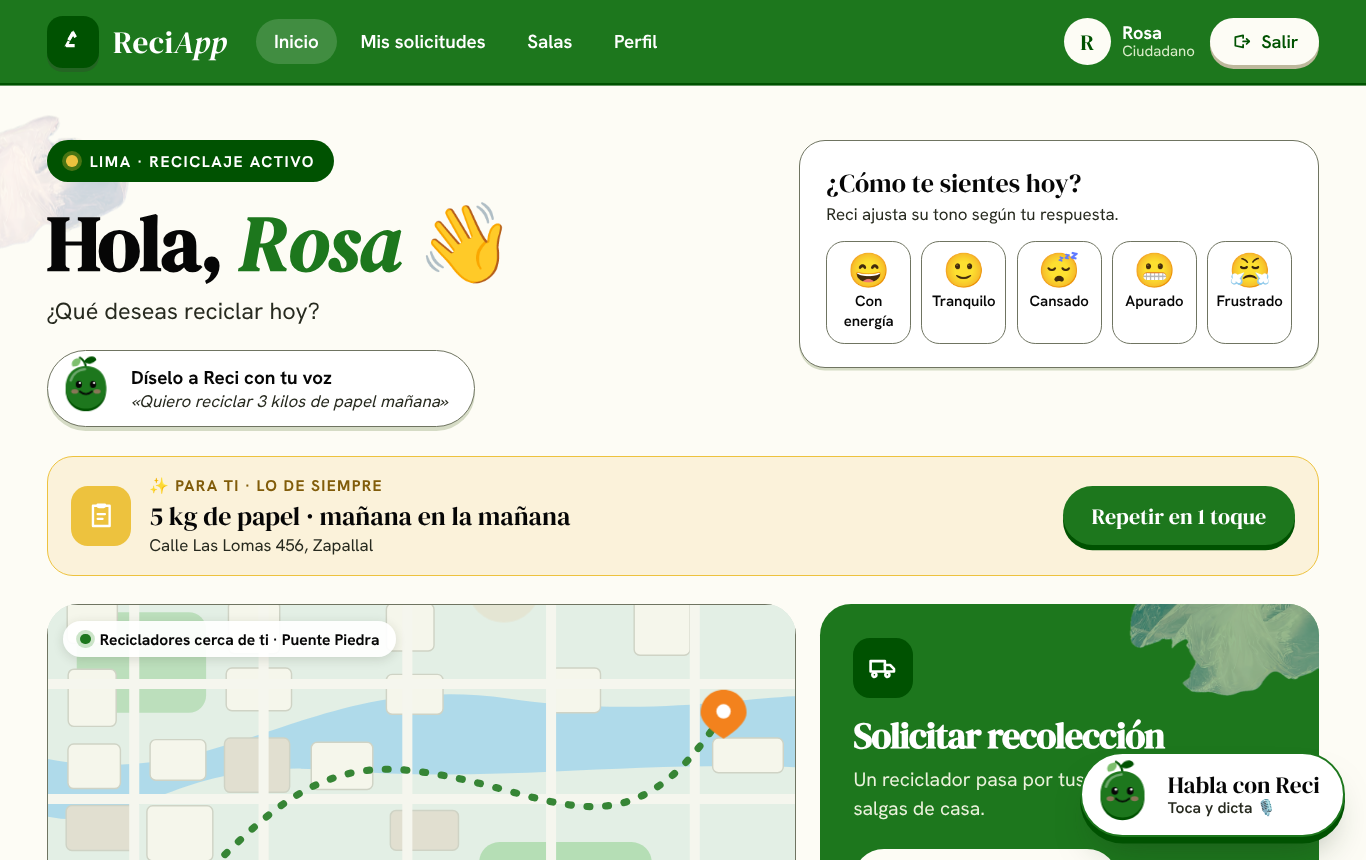 ReciApp
Inicio
Mis solicitudes
Salas
Perfil
R
Rosa
Ciudadano
Salir
LIMA · RECICLAJE ACTIVO
Hola, Rosa 👋
¿Qué deseas reciclar hoy?
Díselo a Reci con tu voz
«Quiero reciclar 3 kilos de papel mañana»
¿Cómo te sientes hoy?
Reci ajusta su tono según tu respuesta.
Con
energía
Tranquilo
Cansado
Apurado
Frustrado
✨ PARA TI · LO DE SIEMPRE
5 kg de papel · mañana en la mañana
Calle Las Lomas 456, Zapallal
Repetir en 1 toque
Recicladores cerca de ti · Puente Piedra
Solicitar recolección
Un reciclador pasa por tus
salgas de casa.
Habla con Reci
Toca y dicta 🎙️